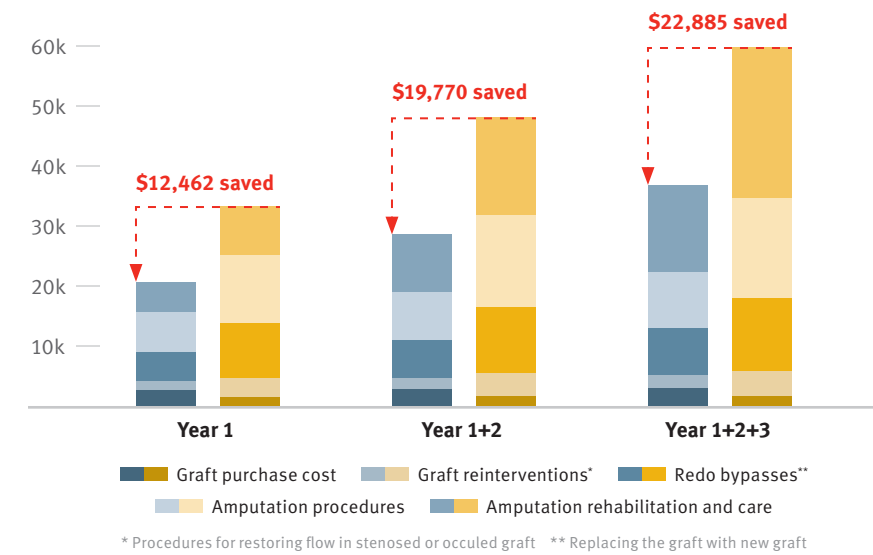 $22,885 saved
60k
50k
$19,770 saved
40k
$12,462 saved
30k
20k
10k
Year 1 Year 1+2 Year 1+2+3
Graft purchase cost Graft reinterventions* Redo bypasses**
Amputation procedures Amputation rehabilitation and care
* Procedures for restoring flow in stenosed or occuled graft ** Replacing the graft with new graft